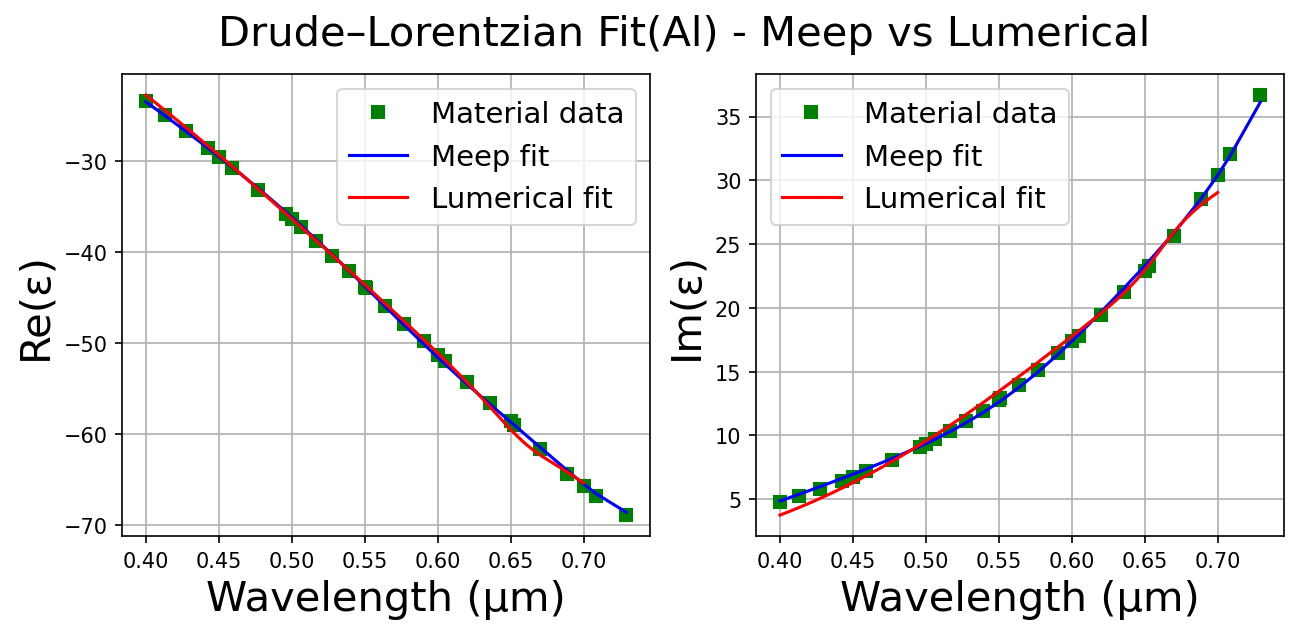 Drude–Lorentzian Fit(Al) - Meep vs Lumerical
Re(ε)
−30
−40
−50
−60
−70
Material data
Meep fit
Lumerical fit
0.40 0.45 0.50 0.55 0.60 0.65 0.70
Wavelength (μm)
Im(ε)
35
30
25
20
15
10
5
Material data
Meep fit
Lumerical fit
0.40 0.45 0.50 0.55 0.60 0.65 0.70
Wavelength (μm)